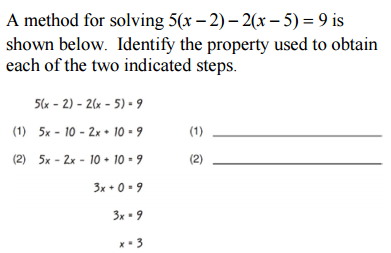 A method for solving 5(x – 2) – 2(x – 5) = 9 is
shown below.  Identify the property used to obtain
each of the two indicated steps.
5(x - 2) - 2(x - 5) = 9
(1) 5x - 10 - 2x + 10 = 9 (1) ____________________
(2) 5x - 2x - 10 + 10 = 9 (2) ____________________
3x + 0 = 9
3x = 9
x = 3